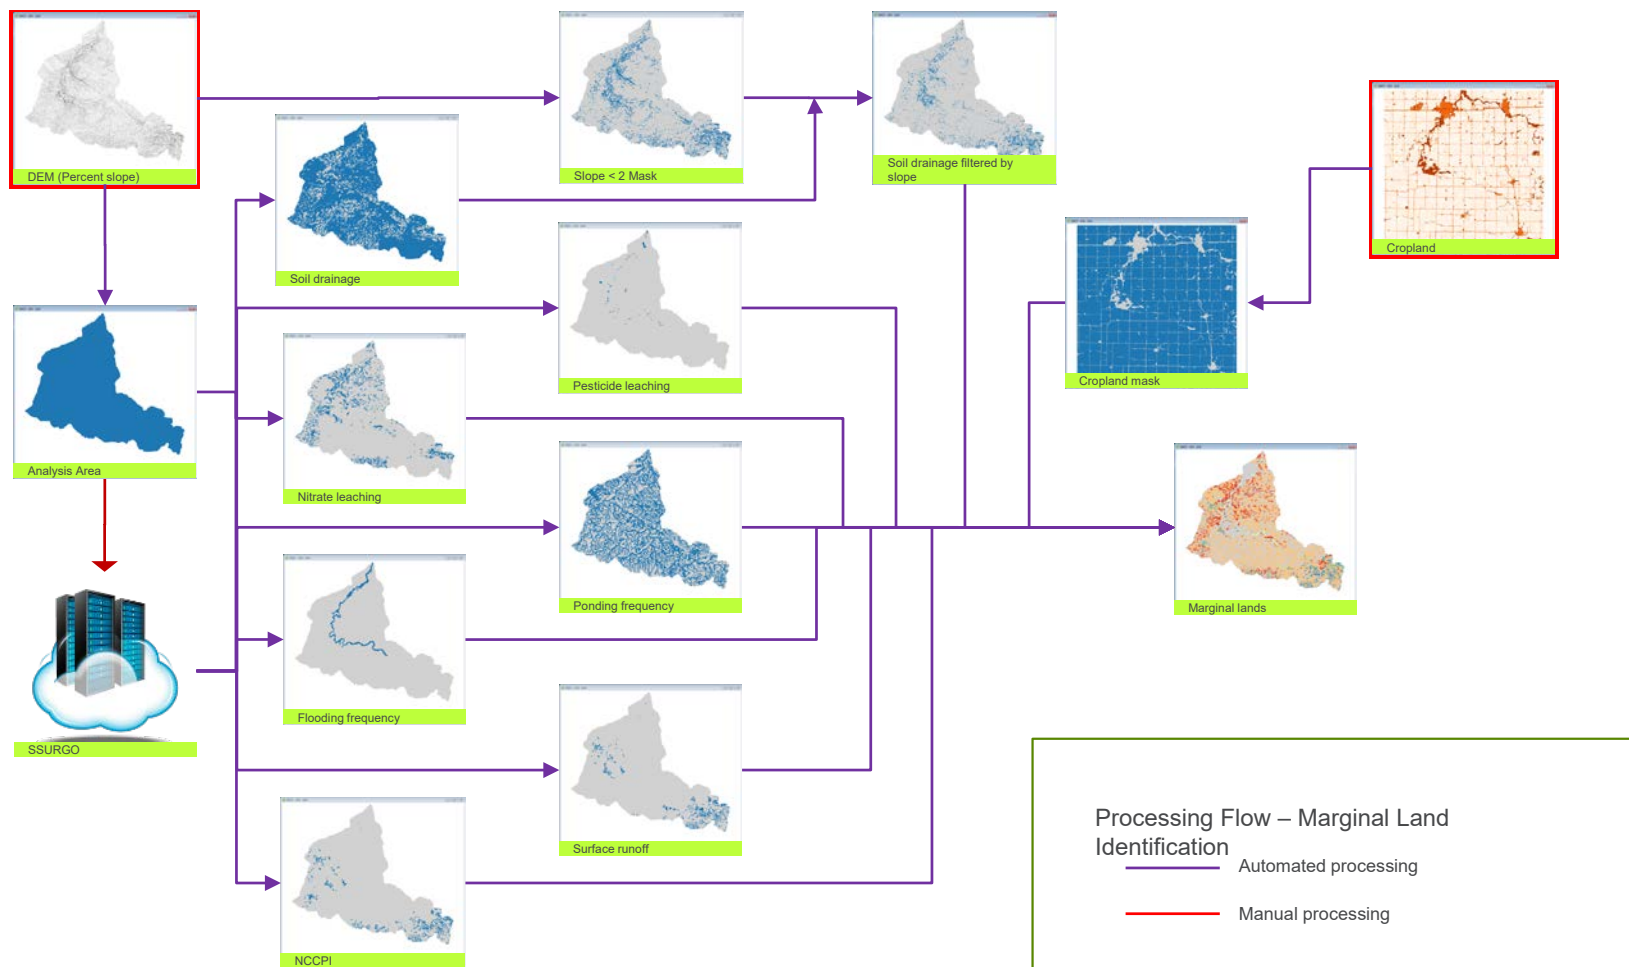 DEM (Percent slope)
Slope < 2 Mask
Soil drainage filtered by
slope
Cropland
Soil drainage
Pesticide leaching
Cropland mask
Analysis Area
Nitrate leaching
Ponding frequency
Marginal lands
Flooding frequency
SSURGO
Surface runoff
NCCPI
Processing Flow – Marginal Land
Identification
Automated processing
Manual processing